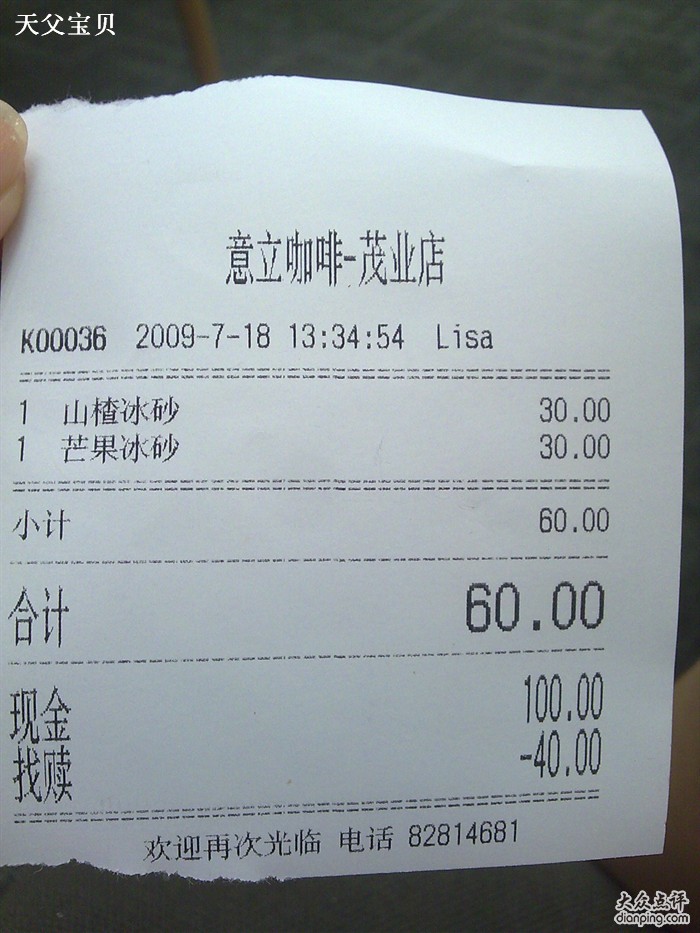 天父宝贝
意立咖啡-茂业店
K00036 2009-7-18 13:34:54 Lisa
1 山楂冰砂 30.00
1 芒果冰砂 30.00
小计 60.00
合计 60.00
现金 100.00
找赎 -40.00
欢迎再次光临 电话 82814681
大众点评
dianping.com